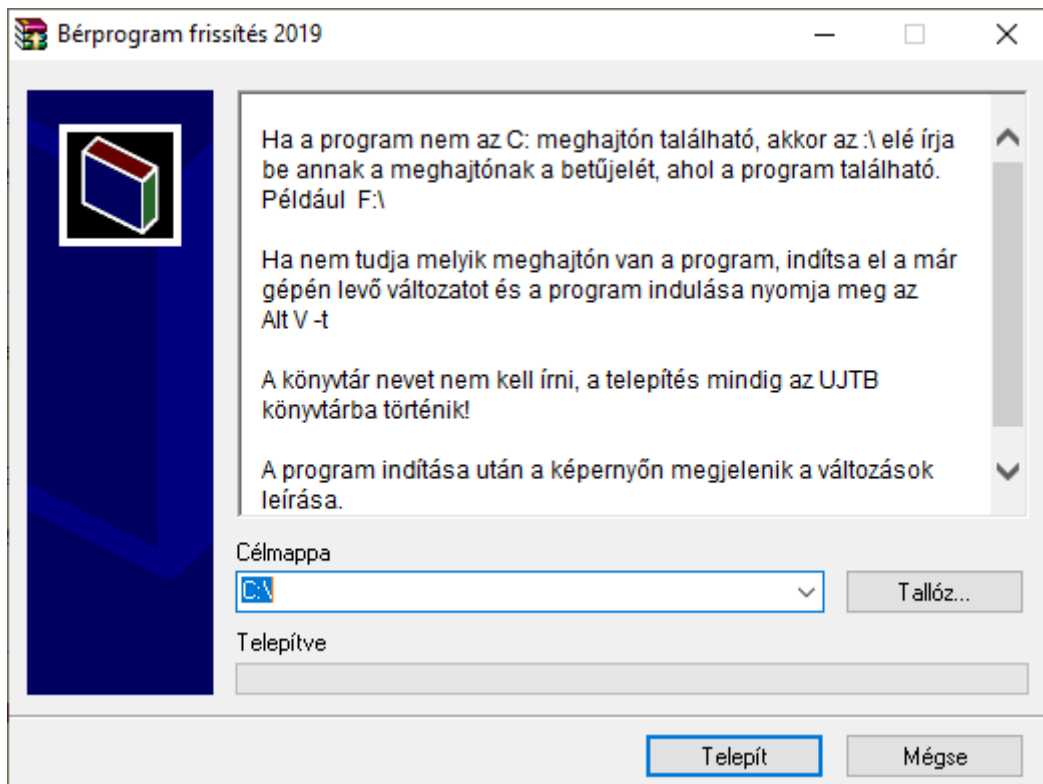 Bérprogram frissítés 2019
Ha a program nem az C: meghajtón található, akkor az :\ elé írja
be annak a meghajtónak a betűjelét, ahol a program található.
Például  F:\
Ha nem tudja melyik meghajtón van a program, indítsa el a már
gépén levő változatot és a program indulása nyomja meg az
Alt V -t
A könyvtár nevet nem kell írni, a telepítés mindig az UJTB
könyvtárba történik!
A program indítása után a képernyőn megjelenik a változások
leírása.
Célmappa
C:\
Tallóz...
Telepítve
Telepít
Mégse